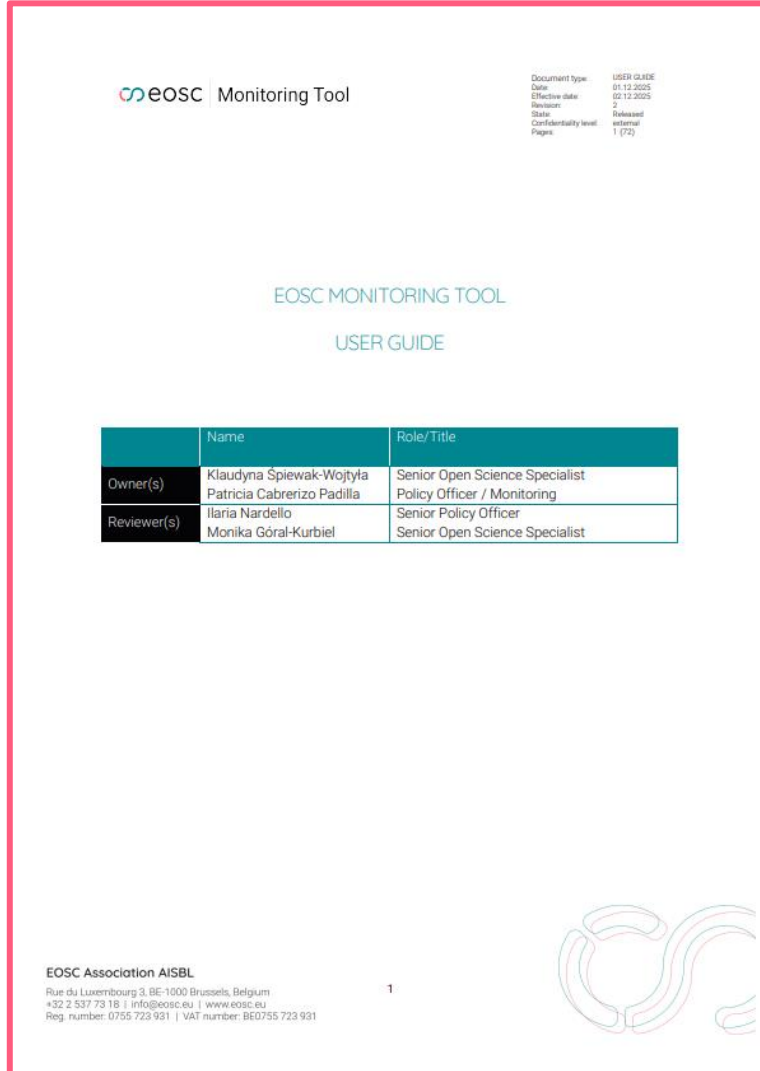 eosc | Monitoring Tool
Document type: USER GUIDE
Date: 01.12.2025
Effective date: 02.12.2025
Revision: 2
State: Released
Confidentiality level: external
Pages: 1 (72)
EOSC MONITORING TOOL
USER GUIDE
Name Role/Title
Owner(s) Klaudyna Śpiewak-Wojtyła Senior Open Science Specialist
Patricia Cabrerizo Padilla Policy Officer / Monitoring
Reviewer(s) Ilaria Nardello Senior Policy Officer
Monika Góral-Kurbiel Senior Open Science Specialist
EOSC Association AISBL
Rue du Luxembourg 3, BE-1000 Brussels, Belgium
+32 2 537 73 18 | info@eosc.eu | www.eosc.eu
Reg. number: 0755 723 931 | VAT number: BE0755 723 931
1